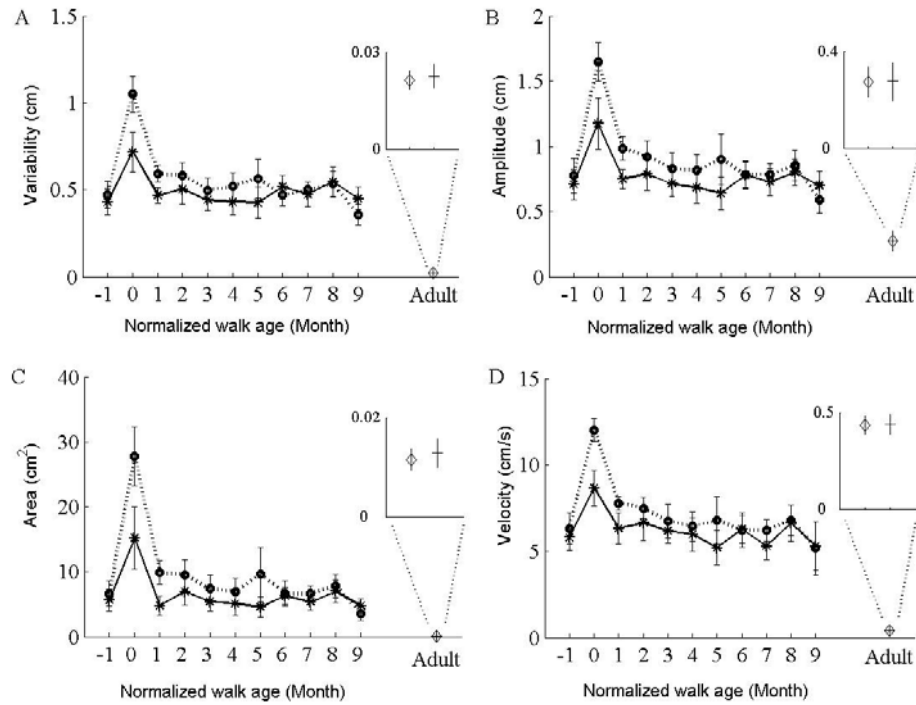 A
1.5
1
0.5
0
Variability (cm)
0.03
0
-1 0 1 2 3 4 5 6 7 8 9 Adult
Normalized walk age (Month)
B
2
1.5
1
0.5
0
Amplitude (cm)
0.4
0
-1 0 1 2 3 4 5 6 7 8 9 Adult
Normalized walk age (Month)
C
40
30
20
10
0
Area (cm²)
0.02
0
-1 0 1 2 3 4 5 6 7 8 9 Adult
Normalized walk age (Month)
D
15
10
5
0
Velocity (cm/s)
0.5
0
-1 0 1 2 3 4 5 6 7 8 9 Adult
Normalized walk age (Month)